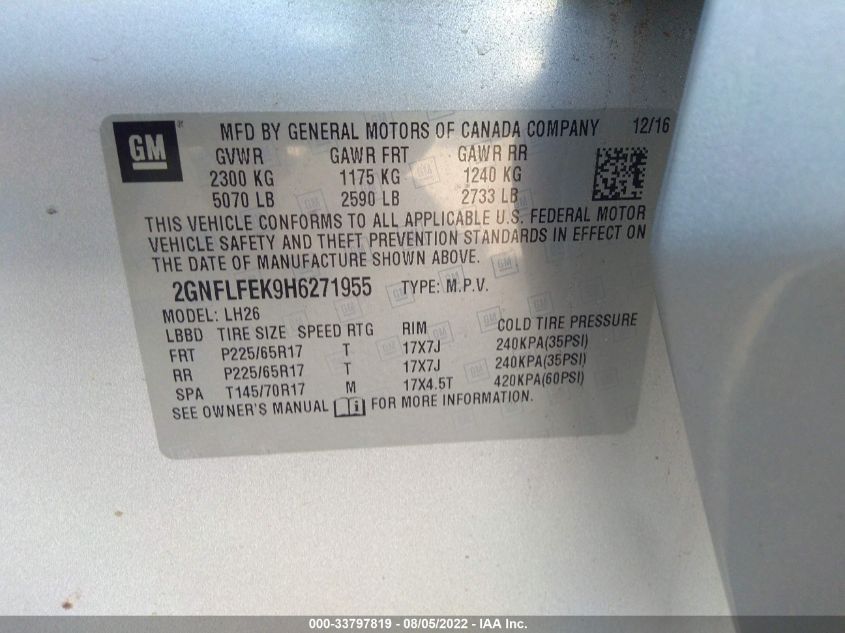 GM
MFD BY GENERAL MOTORS OF CANADA COMPANY 12/16
GVWR GAWR FRT GAWR RR
2300 KG 1175 KG 1240 KG
5070 LB 2590 LB 2733 LB
THIS VEHICLE CONFORMS TO ALL APPLICABLE U.S. FEDERAL MOTOR
VEHICLE SAFETY AND THEFT PREVENTION STANDARDS IN EFFECT ON
THE DATE OF MANUFACTURE SHOWN ABOVE.
2GNFLFEK9H6271955 TYPE: M.P.V.
MODEL: LH26
LBBD TIRE SIZE SPEED RTG RIM COLD TIRE PRESSURE
FRT P225/65R17 T 17X7J 240KPA(35PSI)
RR P225/65R17 T 17X7J 240KPA(35PSI)
SPA T145/70R17 M 17X4.5T 420KPA(60PSI)
SEE OWNER'S MANUAL i FOR MORE INFORMATION.
000-33797819 - 08/05/2022 - IAA Inc.